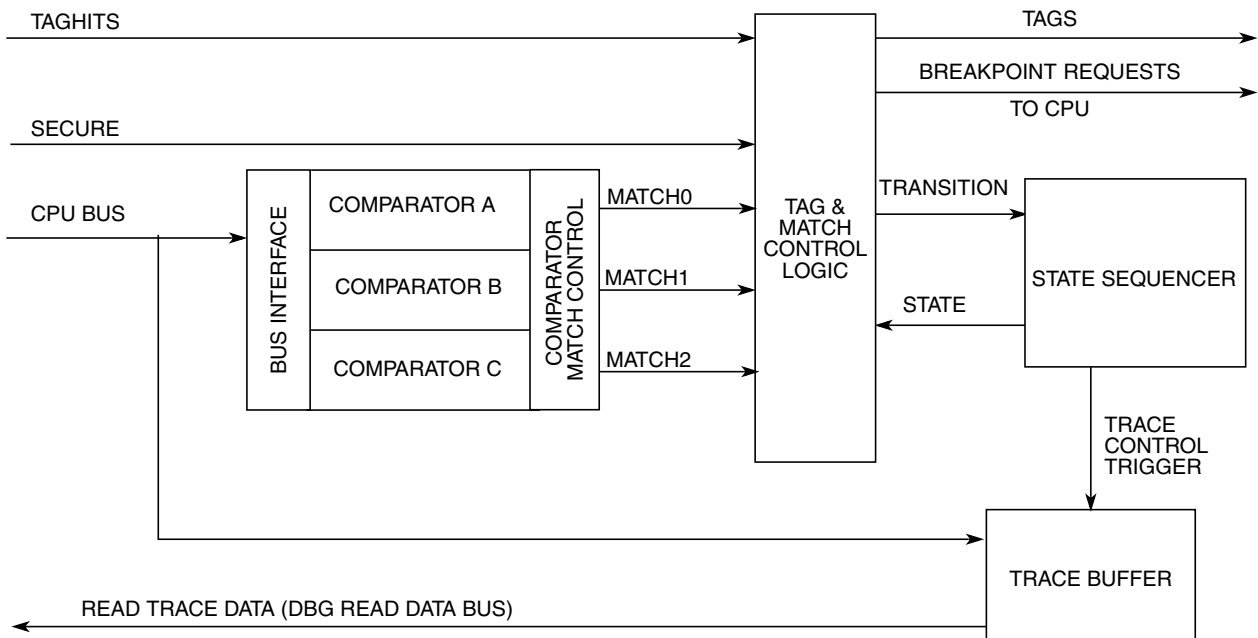 TAGHITS
TAGS
BREAKPOINT REQUESTS
TO CPU
SECURE
CPU BUS
BUS INTERFACE
COMPARATOR A
COMPARATOR B
COMPARATOR C
COMPARATOR
MATCH CONTROL
MATCH0
MATCH1
MATCH2
TAG &
MATCH
CONTROL
LOGIC
TRANSITION
STATE
STATE SEQUENCER
TRACE
CONTROL
TRIGGER
TRACE BUFFER
READ TRACE DATA (DBG READ DATA BUS)